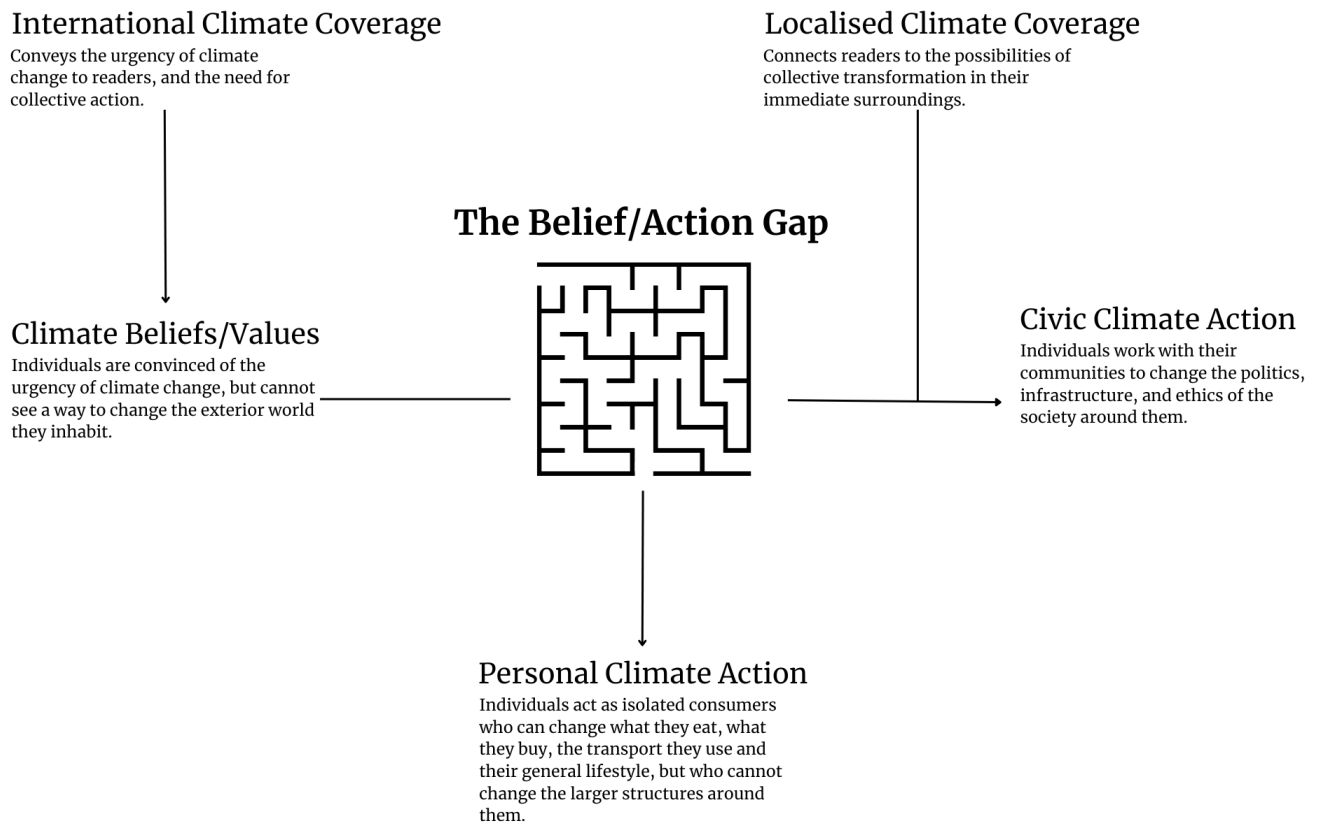 International Climate Coverage
Conveys the urgency of climate
change to readers, and the need for
collective action.
Localised Climate Coverage
Connects readers to the possibilities of
collective transformation in their
immediate surroundings.
The Belief/Action Gap
Climate Beliefs/Values
Individuals are convinced of the
urgency of climate change, but cannot
see a way to change the exterior world
they inhabit.
Civic Climate Action
Individuals work with their
communities to change the politics,
infrastructure, and ethics of the
society around them.
Personal Climate Action
Individuals act as isolated consumers
who can change what they eat, what
they buy, the transport they use and
their general lifestyle, but who cannot
change the larger structures around
them.